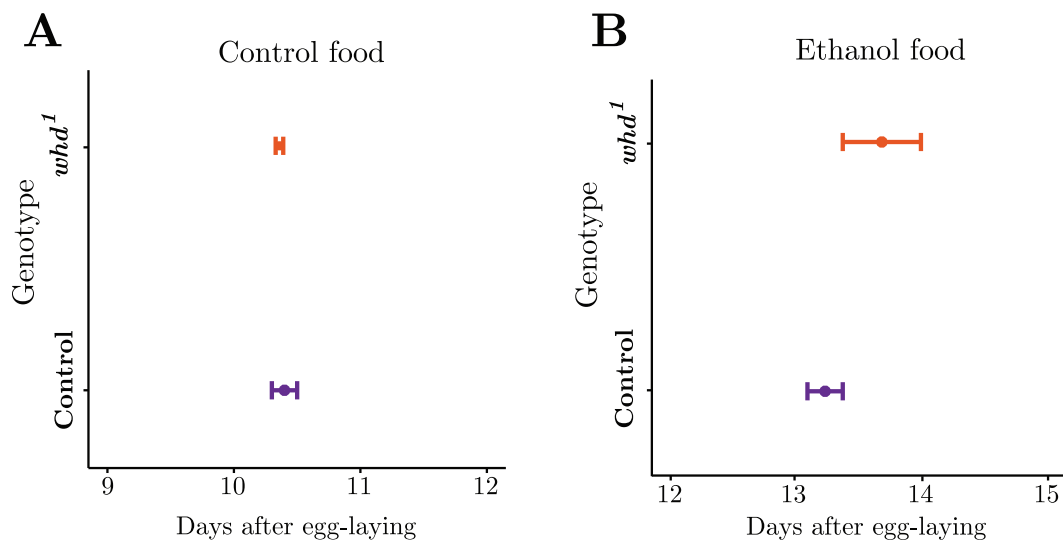 A
Control food
Genotype
whd¹
Control
9 10 11 12
Days after egg-laying
B
Ethanol food
Genotype
whd¹
Control
12 13 14 15
Days after egg-laying